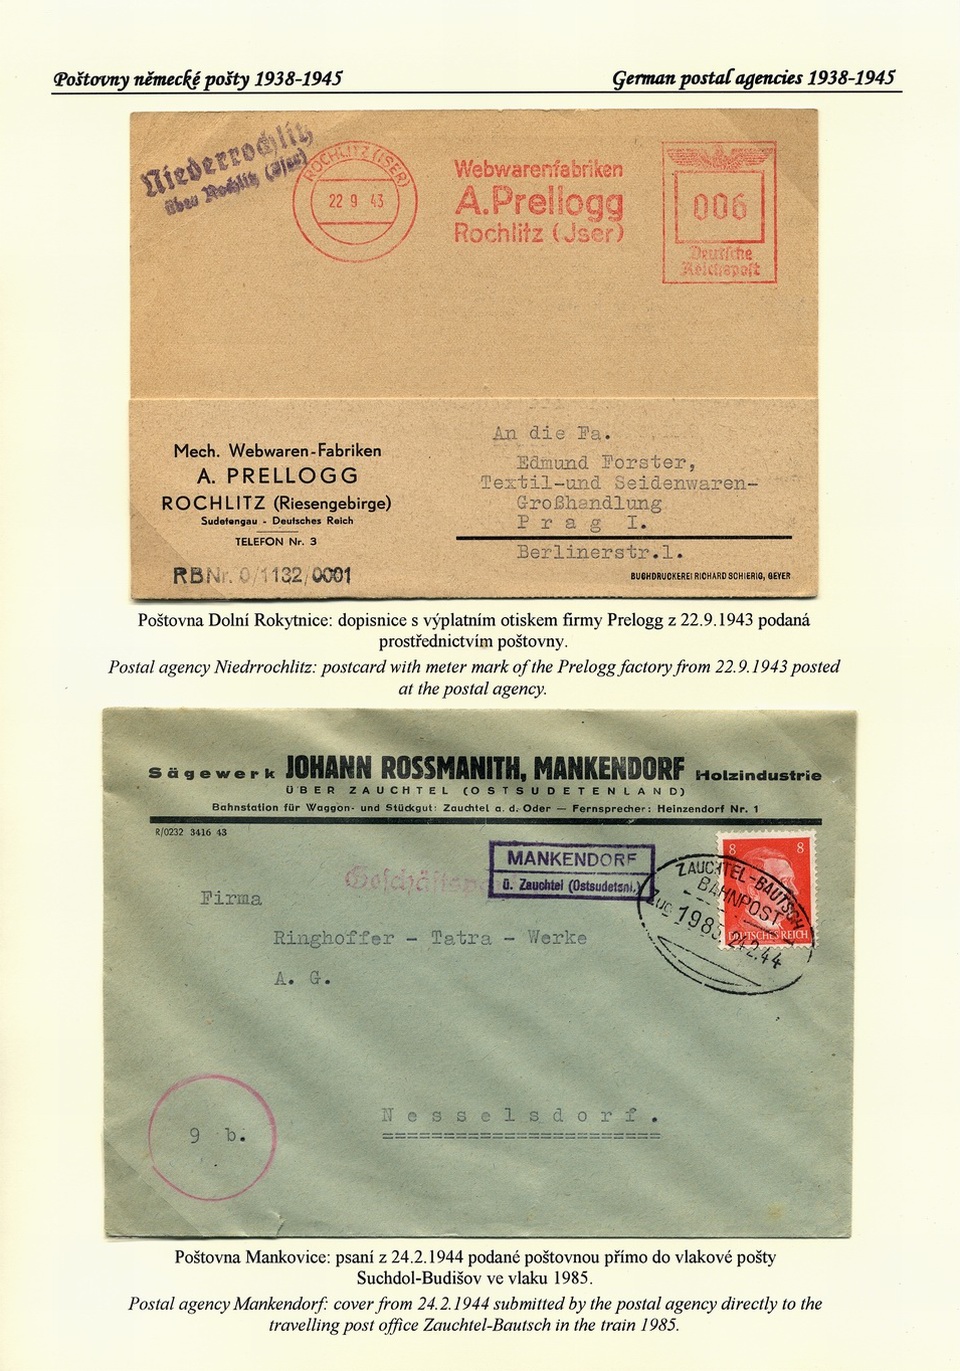 Poštovny německé pošty 1938-1945
German postal agencies 1938-1945
Niederrochlitz
über Rochlitz (Iser)
ROCHLITZ (ISER)
22 9 43
Webwarenfabriken
A.Prellogg
Rochlitz (Jser)
006
Deutsche
Reichspost
Mech. Webwaren-Fabriken
A. PRELLOGG
ROCHLITZ (Riesengebirge)
Sudetengau - Deutsches Reich
TELEFON Nr. 3
RBNr. 0/1132/0001
An die Fa.
Edmund Forster,
Textil-und Seidenwaren-
Großhandlung
P r a g I.
Berlinerstr.1.
BUCHDRUCKEREI RICHARD SCHIERIG, GEYER
Poštovna Dolní Rokytnice: dopisnice s výplatním otiskem firmy Prelogg z 22.9.1943 podaná
prostřednictvím poštovny.
Postal agency Niedrrochlitz: postcard with meter mark of the Prelogg factory from 22.9.1943 posted
at the postal agency.
Sägewerk JOHANN ROSSMANITH, MANKENDORF Holzindustrie
ÜBER ZAUCHTEL (OSTSUDETENLAND)
Bahnstation für Waggon- und Stückgut: Zauchtel a. d. Oder — Fernsprecher: Heinzendorf Nr. 1
R/0232 3416 43
MANKENDORF
ü. Zauchtel (Ostsudetenl.)
8 8
DEUTSCHES REICH
ZAUCHTEL-BAUTSCH
BAHNPOST
ZUG 1985 24.2.44
Firma
Ringhoffer - Tatra - Werke
A. G.
N e s s e l s d o r f .
9 b.
Poštovna Mankovice: psaní z 24.2.1944 podané poštovnou přímo do vlakové pošty
Suchdol-Budišov ve vlaku 1985.
Postal agency Mankendorf: cover from 24.2.1944 submitted by the postal agency directly to the
travelling post office Zauchtel-Bautsch in the train 1985.